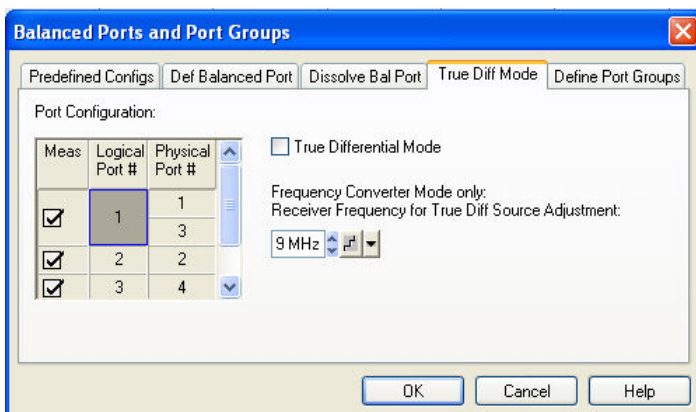 Balanced Ports and Port Groups
Predefined Configs
Def Balanced Port
Dissolve Bal Port
True Diff Mode
Define Port Groups
Port Configuration:
Meas
Logical Port #
Physical Port #
1
1
3
2
2
3
4
True Differential Mode
Frequency Converter Mode only:
Receiver Frequency for True Diff Source Adjustment:
9 MHz
OK
Cancel
Help